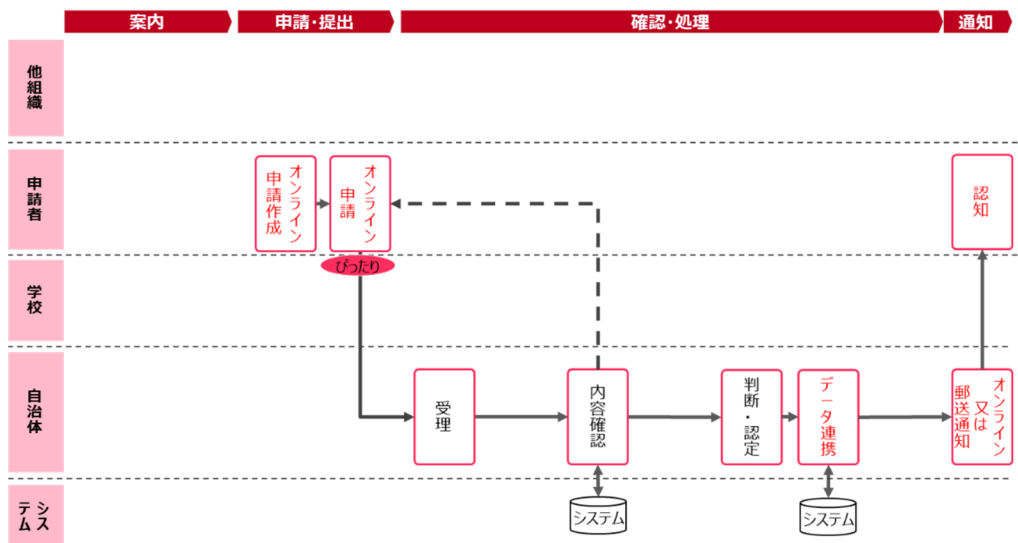 案内
申請・提出
確認・処理
通知
他組織
申請者
オンライン
申請作成
オンライン
申請
認知
ぴったり
学校
自治体
受理
内容確認
判断・認定
データ連携
オンライン
又は
郵送通知
シス
テム
システム
システム